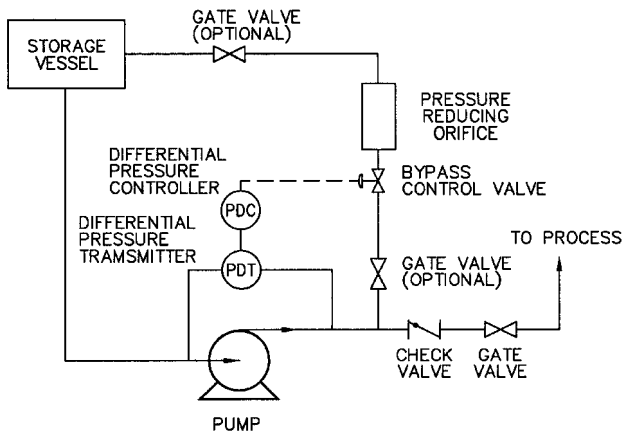 GATE VALVE
(OPTIONAL)
STORAGE
VESSEL
PRESSURE
REDUCING
ORIFICE
DIFFERENTIAL
PRESSURE
CONTROLLER
BYPASS
CONTROL VALVE
PDC
DIFFERENTIAL
PRESSURE
TRAMSMITTER
TO PROCESS
PDT
GATE VALVE
(OPTIONAL)
CHECK
VALVE
GATE
VALVE
PUMP